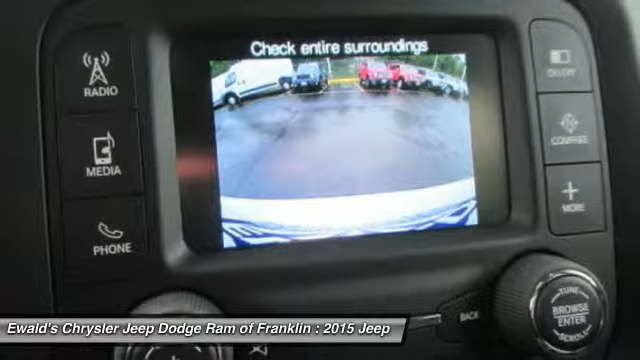 Check entire surroundings
RADIO
MEDIA
PHONE
ON/OFF
COMPASS
MORE
TUNE
BROWSE
ENTER
BACK
Ewald's Chrysler Jeep Dodge Ram of Franklin : 2015 Jeep